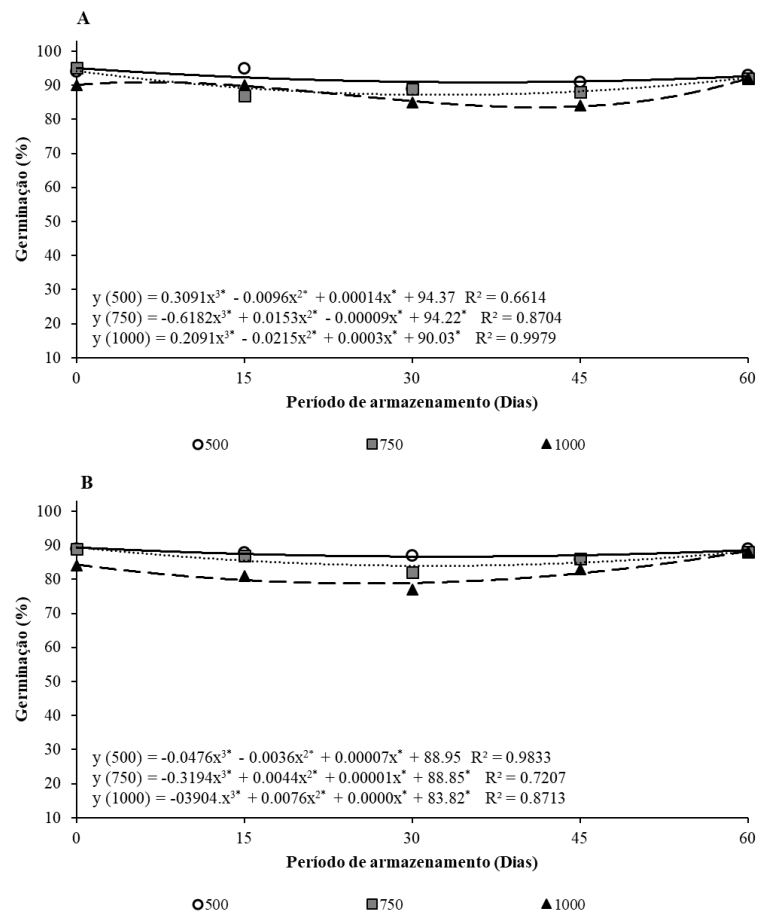 A
100
90
80
70
60
50
40
30
20
10
Germinação (%)
y (500) = 0.3091x³* - 0.0096x²* + 0.00014x* + 94.37 R² = 0.6614
y (750) = -0.6182x³* + 0.0153x²* - 0.00009x* + 94.22* R² = 0.8704
y (1000) = 0.2091x³* - 0.0215x²* + 0.0003x* + 90.03* R² = 0.9979
0 15 30 45 60
Período de armazenamento (Dias)
500 750 1000
B
100
90
80
70
60
50
40
30
20
10
Germinação (%)
y (500) = -0.0476x³* - 0.0036x²* + 0.00007x* + 88.95 R² = 0.9833
y (750) = -0.3194x³* + 0.0044x²* + 0.00001x* + 88.85* R² = 0.7207
y (1000) = -03904.x³* + 0.0076x²* + 0.0000x* + 83.82* R² = 0.8713
0 15 30 45 60
Período de armazenamento (Dias)
500 750 1000